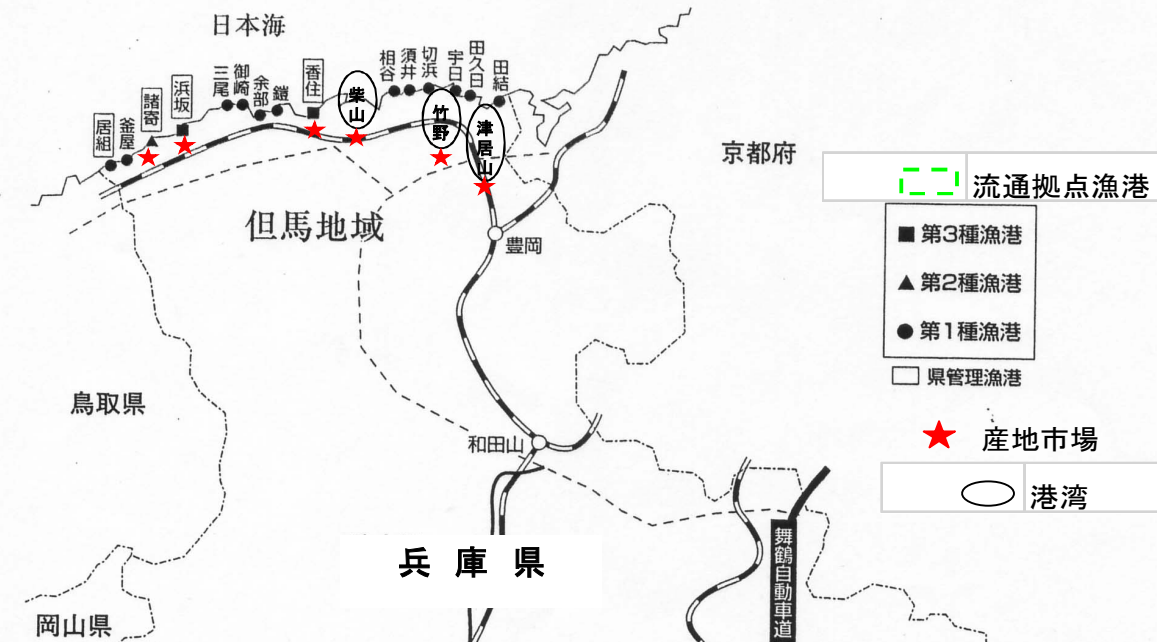 日本海
居組
釜屋
諸寄
浜坂
三尾
御崎
余部
鎧
香住
柴山
相谷
須井
切浜
竹野
宇日
田久日
津居山
田結
京都府
但馬地域
豊岡
鳥取県
和田山
兵庫県
岡山県
舞鶴自動車道
流通拠点漁港
第3種漁港
第2種漁港
第1種漁港
県管理漁港
産地市場
港湾